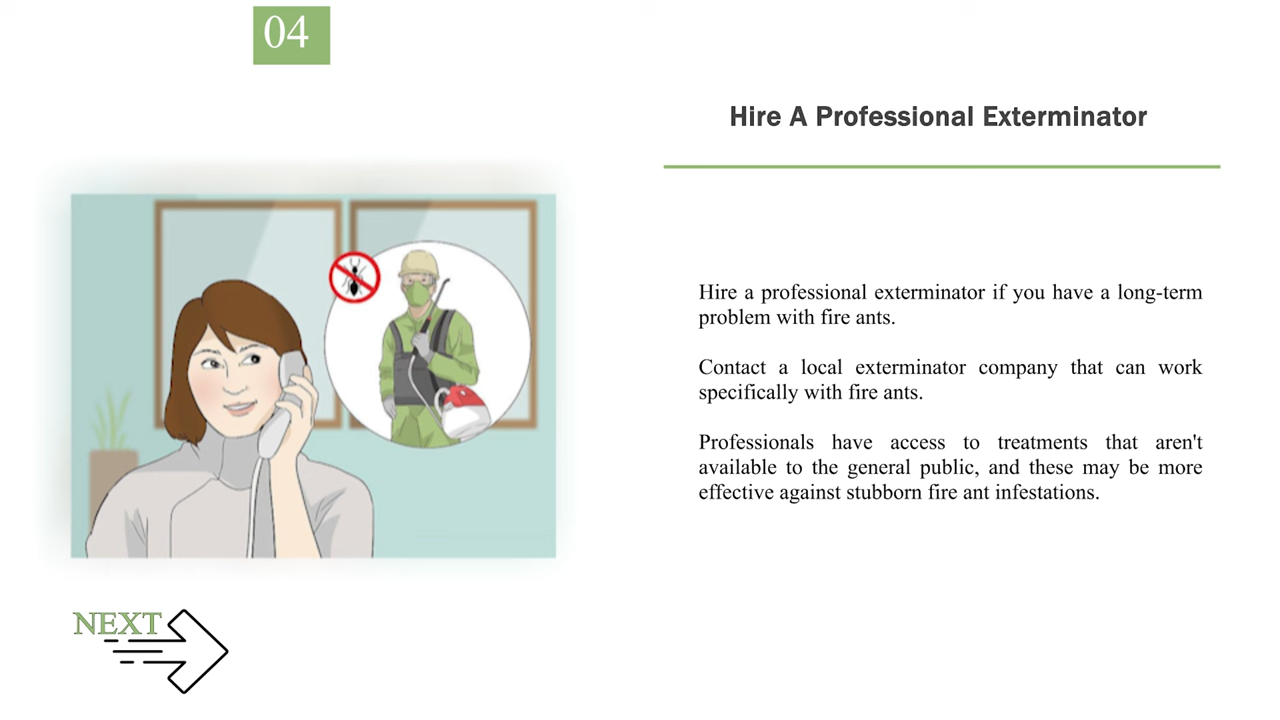 04
Hire A Professional Exterminator
Hire a professional exterminator if you have a long-term
problem with fire ants.
Contact a local exterminator company that can work
specifically with fire ants.
Professionals have access to treatments that aren't
available to the general public, and these may be more
effective against stubborn fire ant infestations.
NEXT